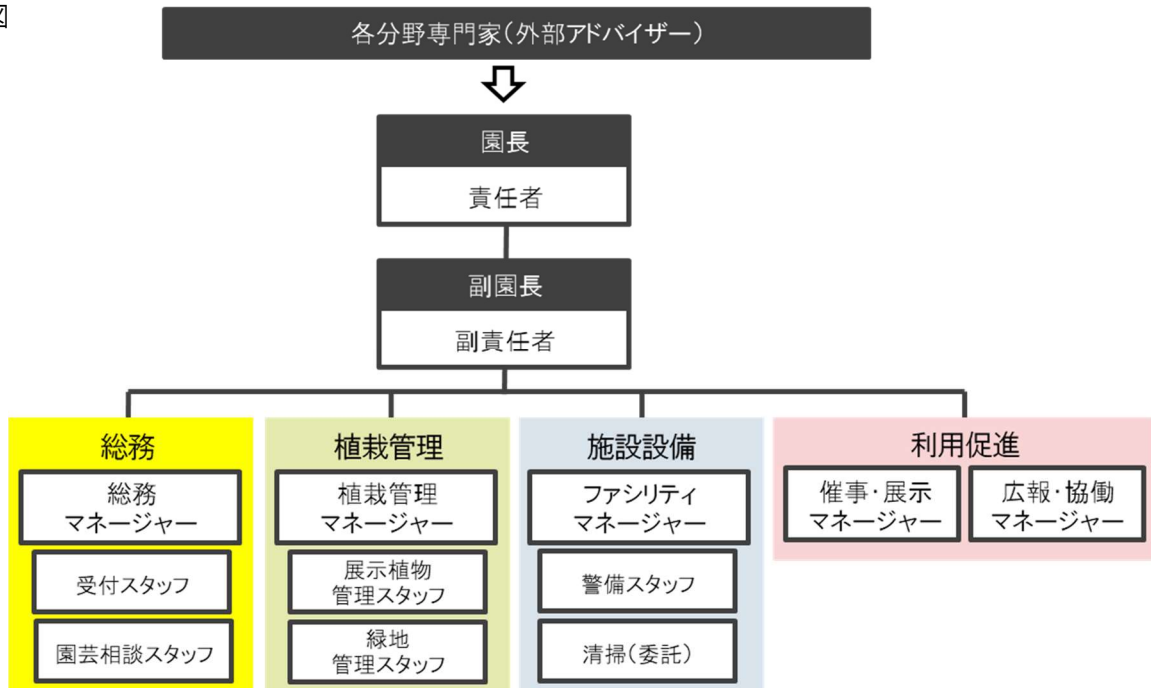 図
各分野専門家(外部アドバイザー)
園長
責任者
副園長
副責任者
総務
総務
マネージャー
受付スタッフ
園芸相談スタッフ
植栽管理
植栽管理
マネージャー
展示植物
管理スタッフ
緑地
管理スタッフ
施設設備
ファシリティ
マネージャー
警備スタッフ
清掃(委託)
利用促進
催事・展示
マネージャー
広報・協働
マネージャー